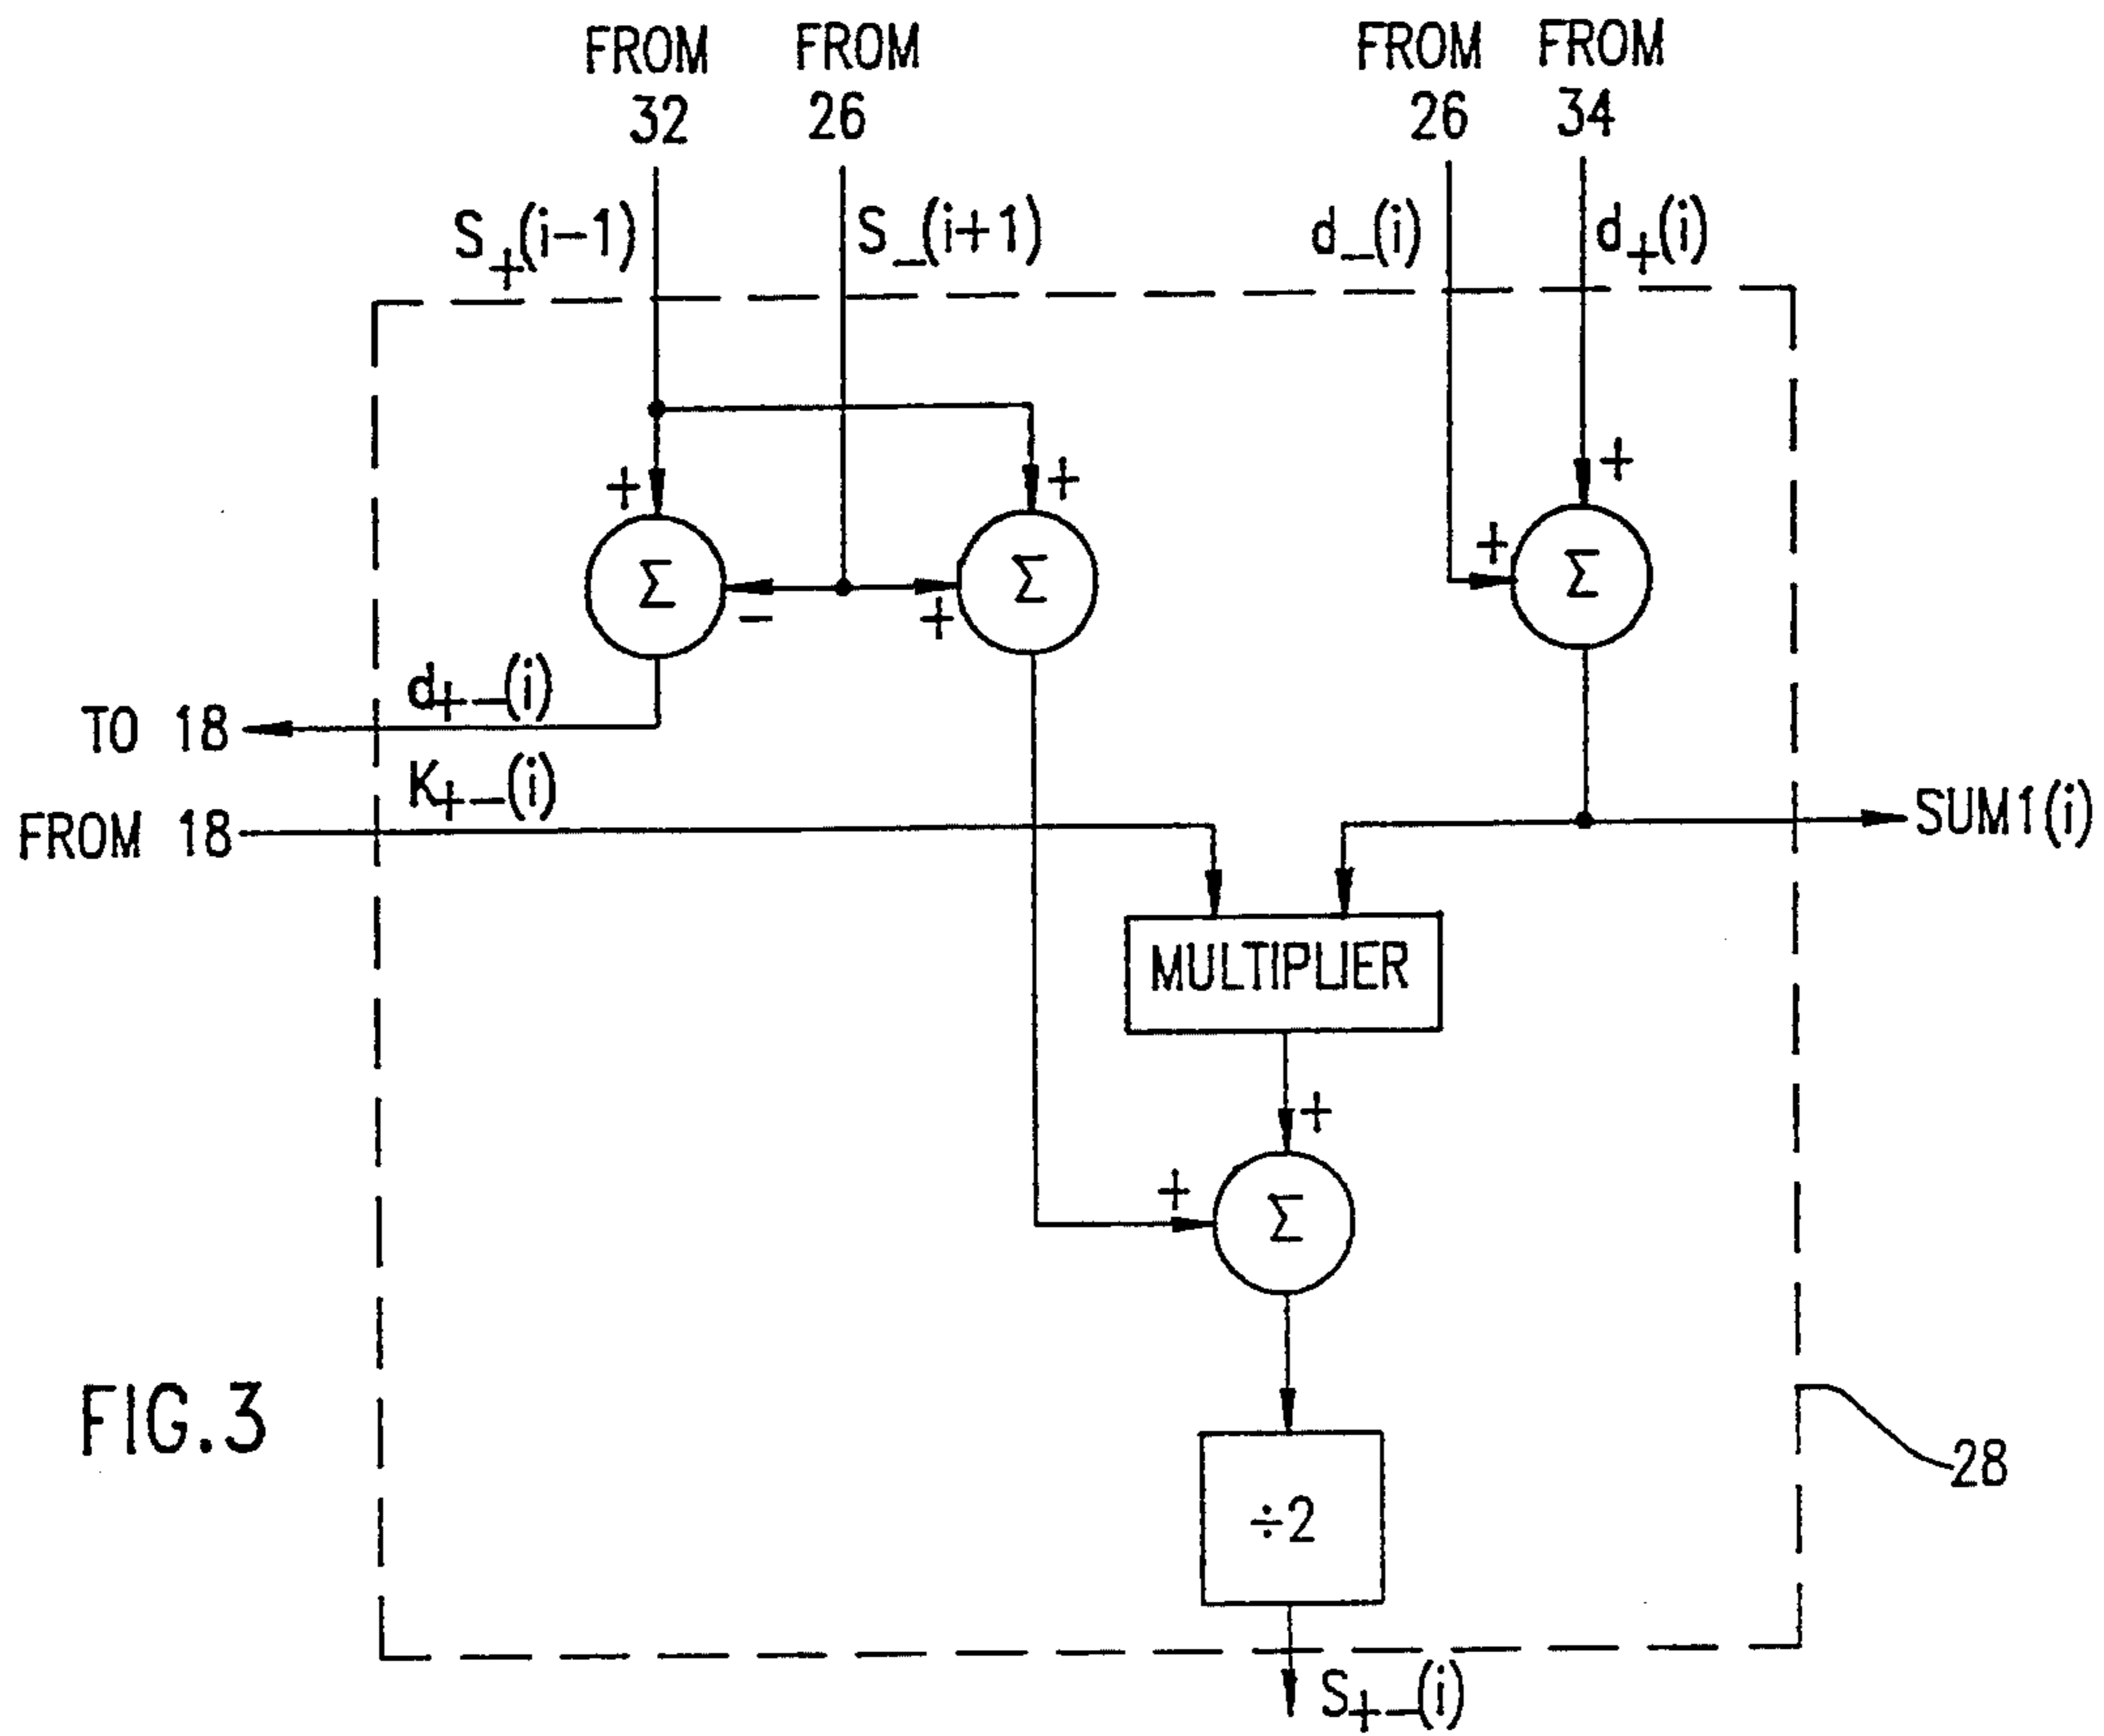 FROM 32
FROM 26
FROM 26
FROM 34
S₊(i−1)
S₋(i+1)
d₋(i)
d₊(i)
+
+
+
Σ
Σ
+
Σ
−
+
d₊₋(i)
TO 18
K₊₋(i)
FROM 18
SUM1(i)
MULTIPLIER
+
+
Σ
FIG.3
28
÷2
S₊₋(i)